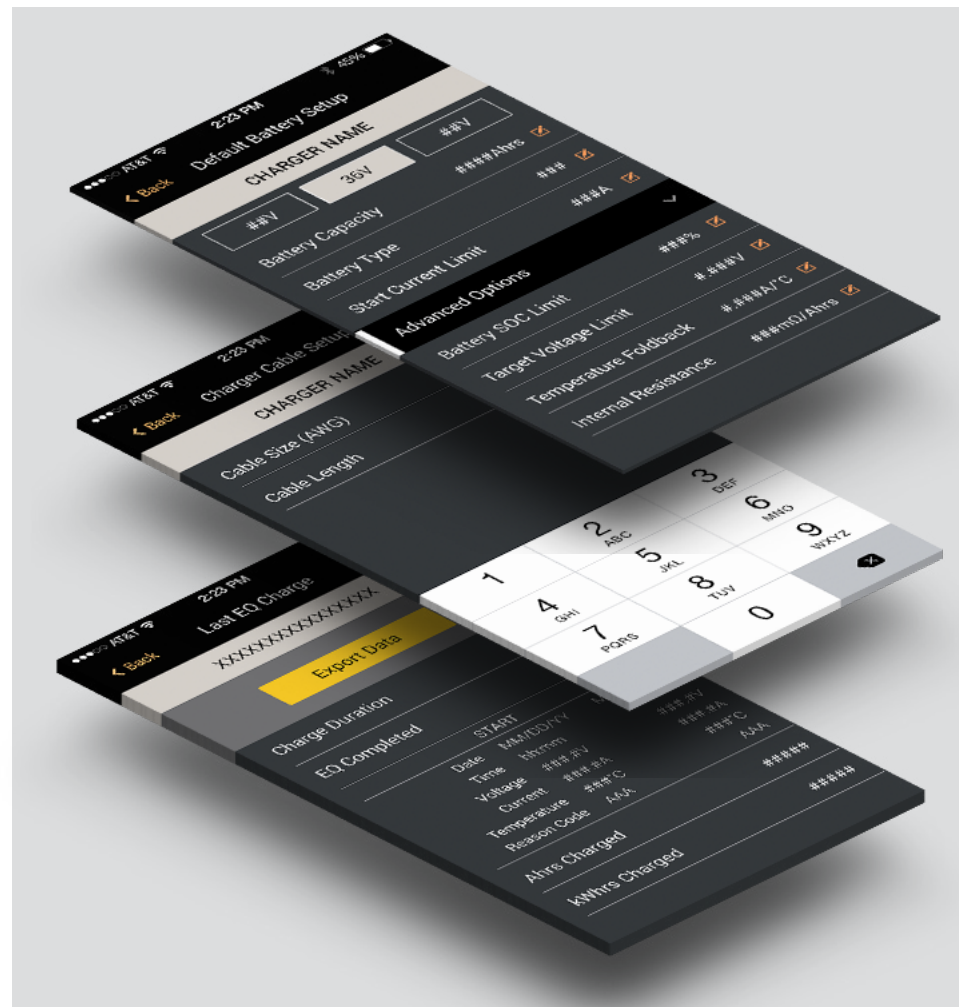 ●●●○○ AT&T 2:23 PM 45%
Back Default Battery Setup
CHARGER NAME
##V 36V ##V
Battery Capacity ####Ahrs
Battery Type ###
Start Current Limit ###A
Advanced Options
Battery SOC Limit ###%
Target Voltage Limit #.###V
Temperature Foldback #.###A/°C
Internal Resistance ###mΩ/Ahrs
●●●○○ AT&T 2:23 PM
Back Charger Cable Setup
CHARGER NAME
Cable Size (AWG)
Cable Length
1 2 ABC 3 DEF
4 GHI 5 JKL 6 MNO
7 PQRS 8 TUV 9 WXYZ
0
●●●○○ AT&T 2:23 PM
Back Last EQ Charge
XXXXXXXXXXXXXXX
Export Data
Charge Duration
EQ Completed
START
Date MM/DD/YY
Time hh:mm
Voltage ###.#V ###.#V
Current ###.#A ###.#A
Temperature ###°C ###°C
Reason Code AAA AAA
Ahrs Charged #####
kWhrs Charged #####